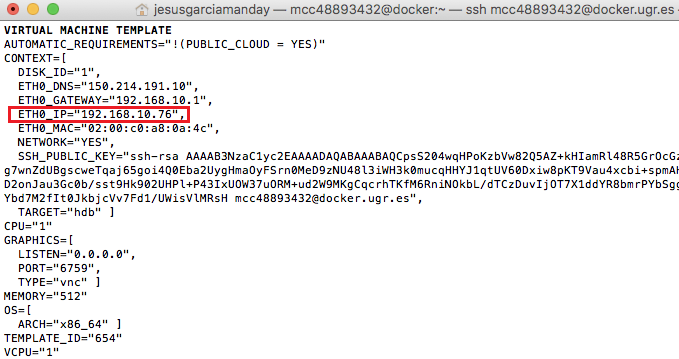 jesusgarciamanday — mcc48893432@docker:~ — ssh mcc48893432@docker.ugr.es
VIRTUAL MACHINE TEMPLATE
AUTOMATIC_REQUIREMENTS="!(PUBLIC_CLOUD = YES)"
CONTEXT=[
DISK_ID="1",
ETH0_DNS="150.214.191.10",
ETH0_GATEWAY="192.168.10.1",
ETH0_IP="192.168.10.76",
ETH0_MAC="02:00:c0:a8:0a:4c",
NETWORK="YES",
SSH_PUBLIC_KEY="ssh-rsa AAAAB3NzaC1yc2EAAAADAQABAAABAQCpsS204wqHPoKzbVw82Q5AZ+kHIamRl48R5GrOcGz
g7wnZdUBgscweTqaj65goi4Q0Eba2UygHmaOyFSrn0MeD9zNU48l3iWH3k0mucqHHYJ1qtUV60Dxiw8pKT9Vau4xcbi+spmAH
D2onJau3Gc0b/sst9Hk902UHPl+P43IxUOW37uORM+ud2W9MKgCqcrhTKfM6RniNOkbL/dTCzDuvIjOT7X1ddYR8bmrPYbSgg
Ybd7M2fIt0JkbjcVv7Fd1/UWisVlMRsH mcc48893432@docker.ugr.es",
TARGET="hdb" ]
CPU="1"
GRAPHICS=[
LISTEN="0.0.0.0",
PORT="6759",
TYPE="vnc" ]
MEMORY="512"
OS=[
ARCH="x86_64" ]
TEMPLATE_ID="654"
VCPU="1"